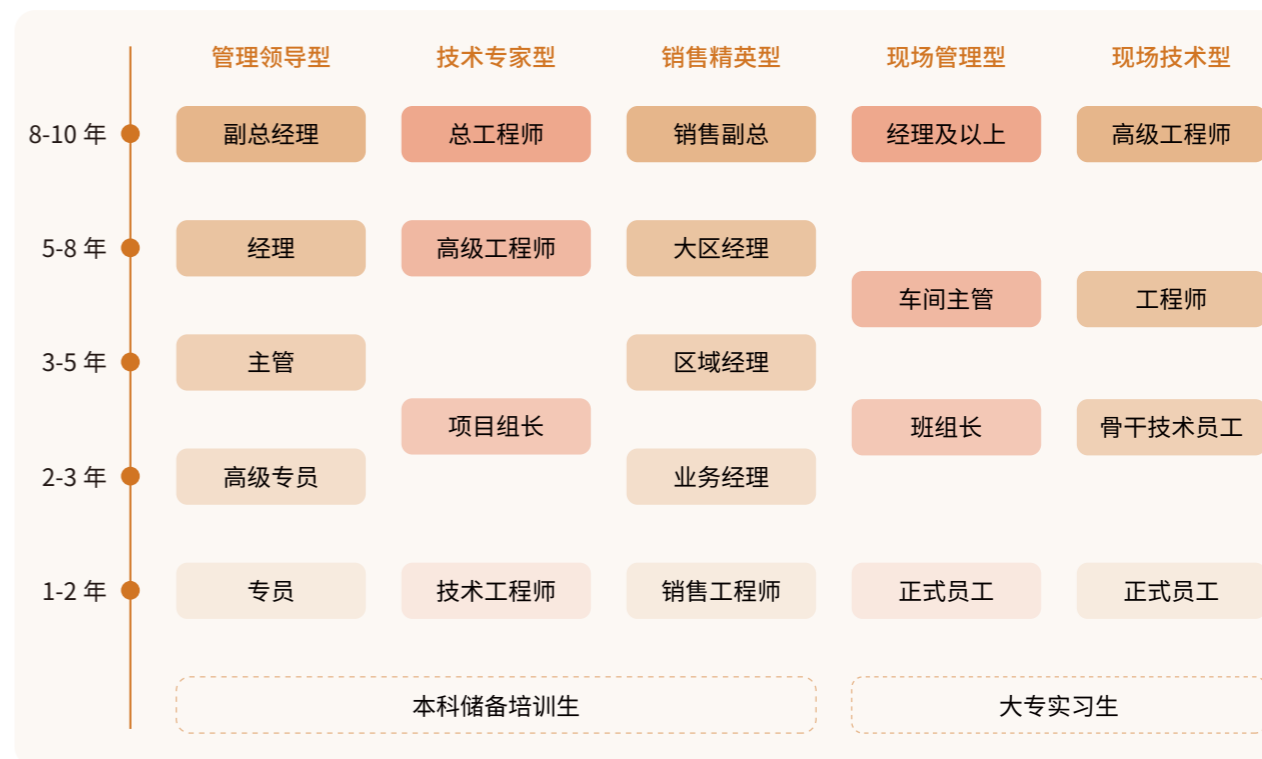 管理领导型 技术专家型 销售精英型 现场管理型 现场技术型
8-10 年 副总经理 总工程师 销售副总 经理及以上 高级工程师
5-8 年 经理 高级工程师 大区经理
车间主管 工程师
3-5 年 主管 区域经理
项目组长 班组长 骨干技术员工
2-3 年 高级专员 业务经理
1-2 年 专员 技术工程师 销售工程师 正式员工 正式员工
本科储备培训生 大专实习生